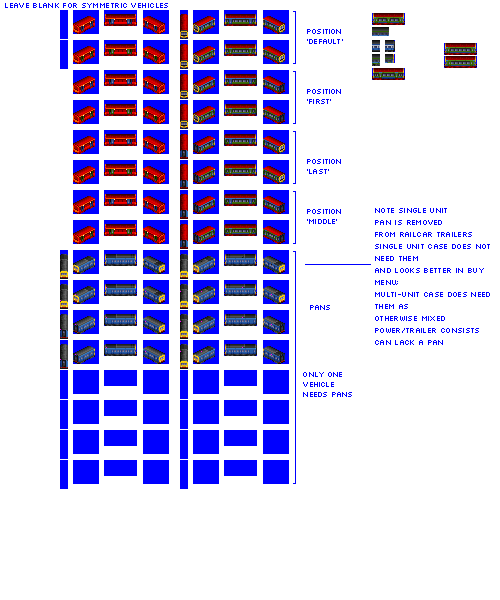 LEAVE BLANK FOR SYMMETRIC VEHICLES
POSITION
'DEFAULT'
POSITION
'FIRST'
POSITION
'LAST'
POSITION
'MIDDLE'
NOTE SINGLE UNIT
PAN IS REMOVED
FROM RAILCAR TRAILERS
SINGLE UNIT CASE DOES NOT
NEED THEM
AND LOOKS BETTER IN BUY
MENU;
MULTI-UNIT CASE DOES NEED
THEM AS
OTHERWISE MIXED
POWER/TRAILER CONSISTS
CAN LACK A PAN
PANS
ONLY ONE
VEHICLE
NEEDS PANS